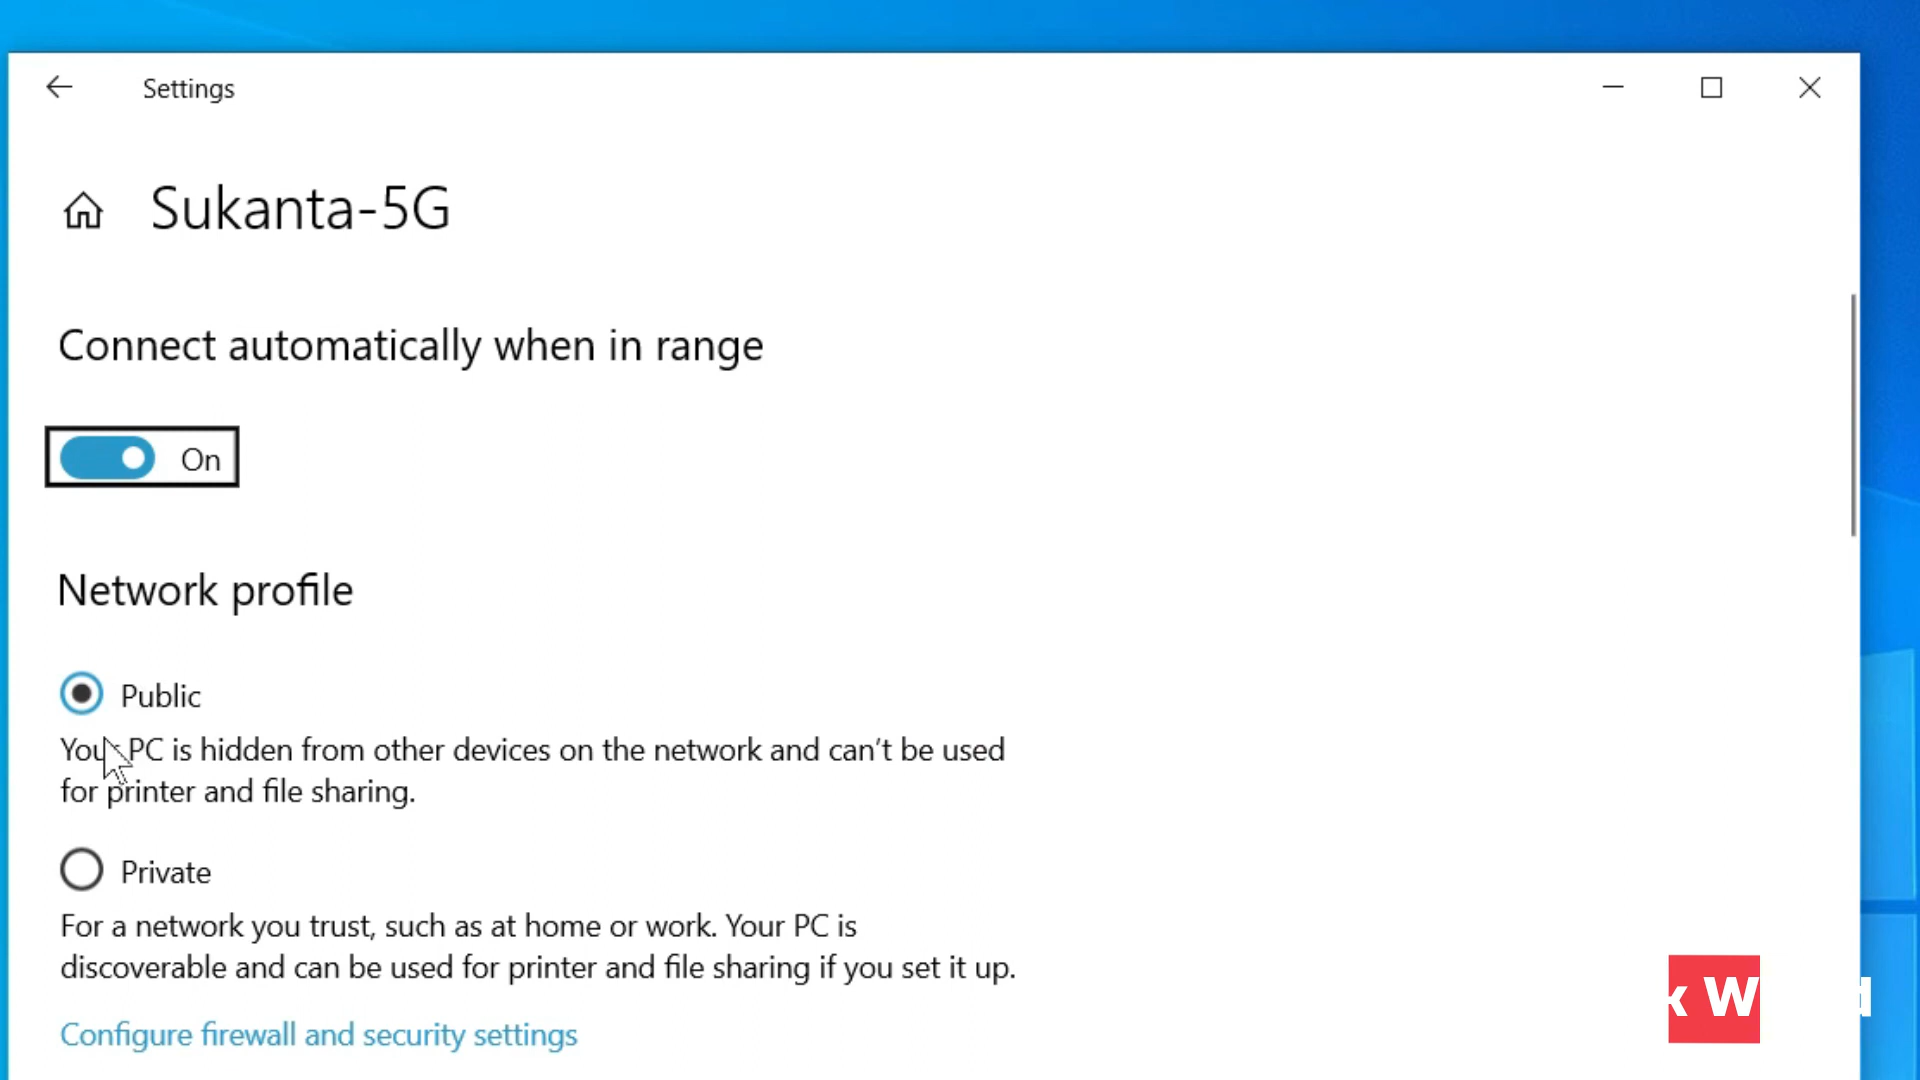 Settings
Sukanta-5G
Connect automatically when in range
On
Network profile
Public
Your PC is hidden from other devices on the network and can't be used
for printer and file sharing.
Private
For a network you trust, such as at home or work. Your PC is
discoverable and can be used for printer and file sharing if you set it up.
Configure firewall and security settings